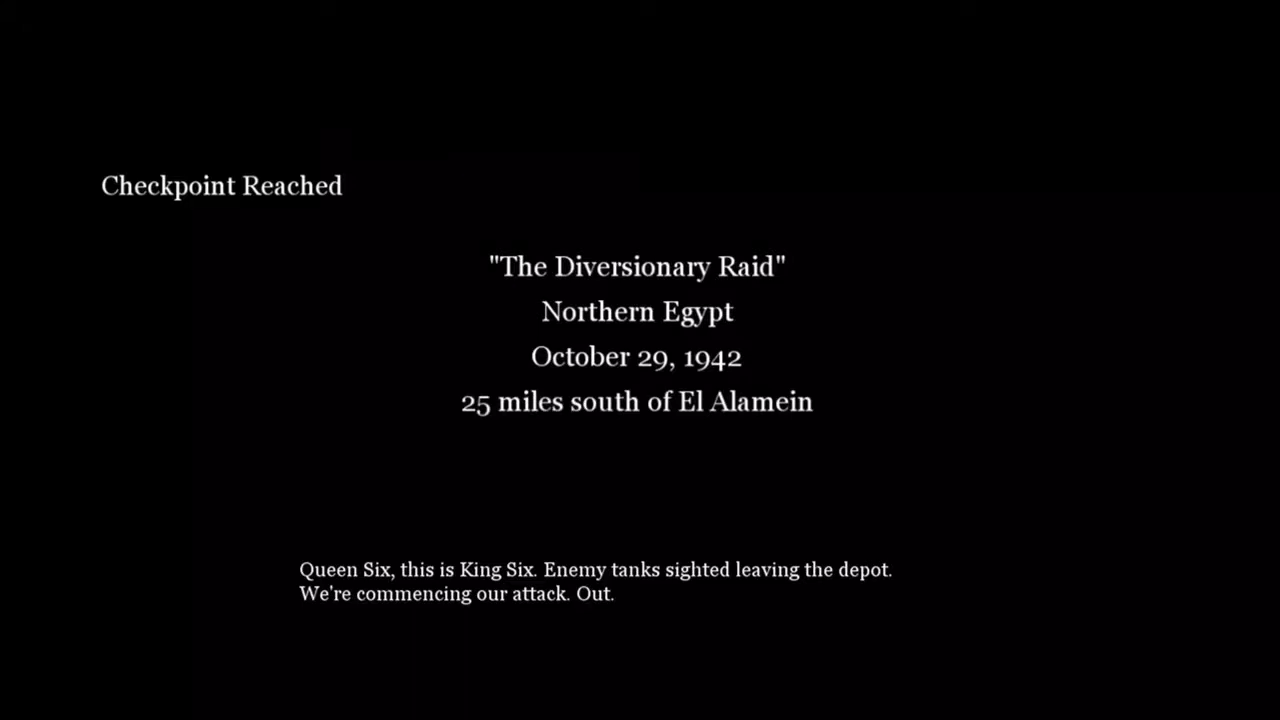 Checkpoint Reached
"The Diversionary Raid"
Northern Egypt
October 29, 1942
25 miles south of El Alamein
Queen Six, this is King Six. Enemy tanks sighted leaving the depot.
We're commencing our attack. Out.